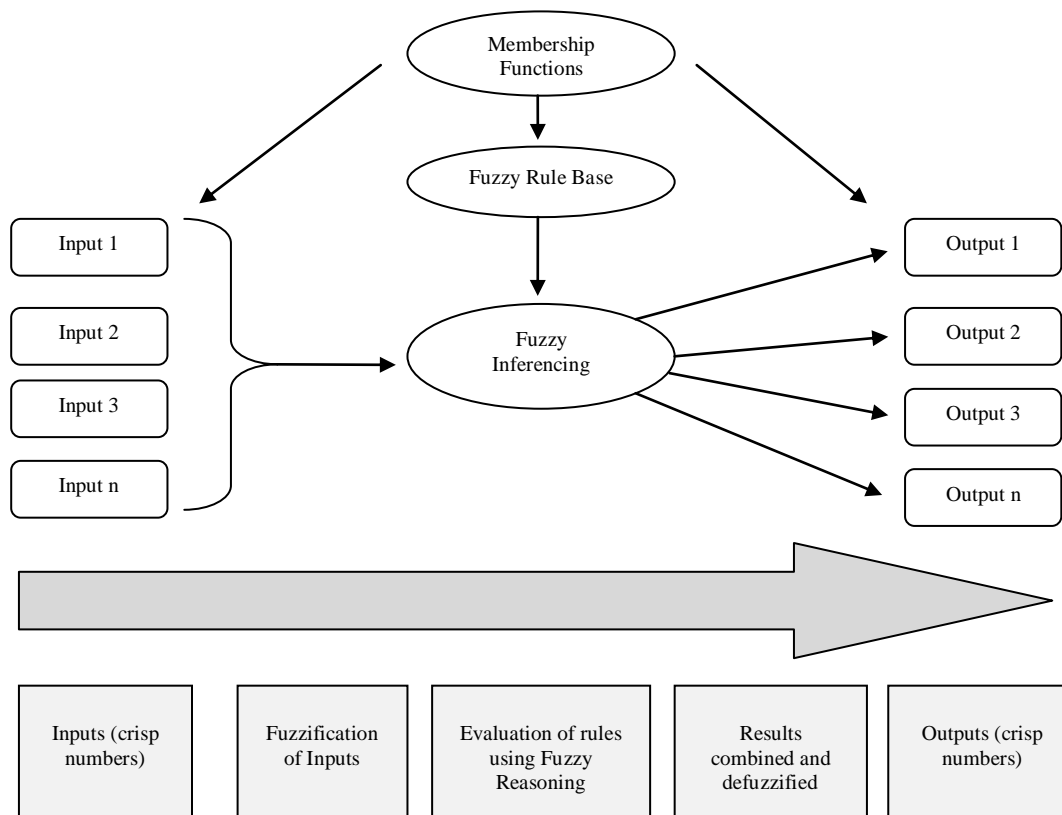 Membership
Functions
Fuzzy Rule Base
Input 1
Input 2
Input 3
Input n
Fuzzy
Inferencing
Output 1
Output 2
Output 3
Output n
Inputs (crisp
numbers)
Fuzzification
of Inputs
Evaluation of rules
using Fuzzy
Reasoning
Results
combined and
defuzzified
Outputs (crisp
numbers)